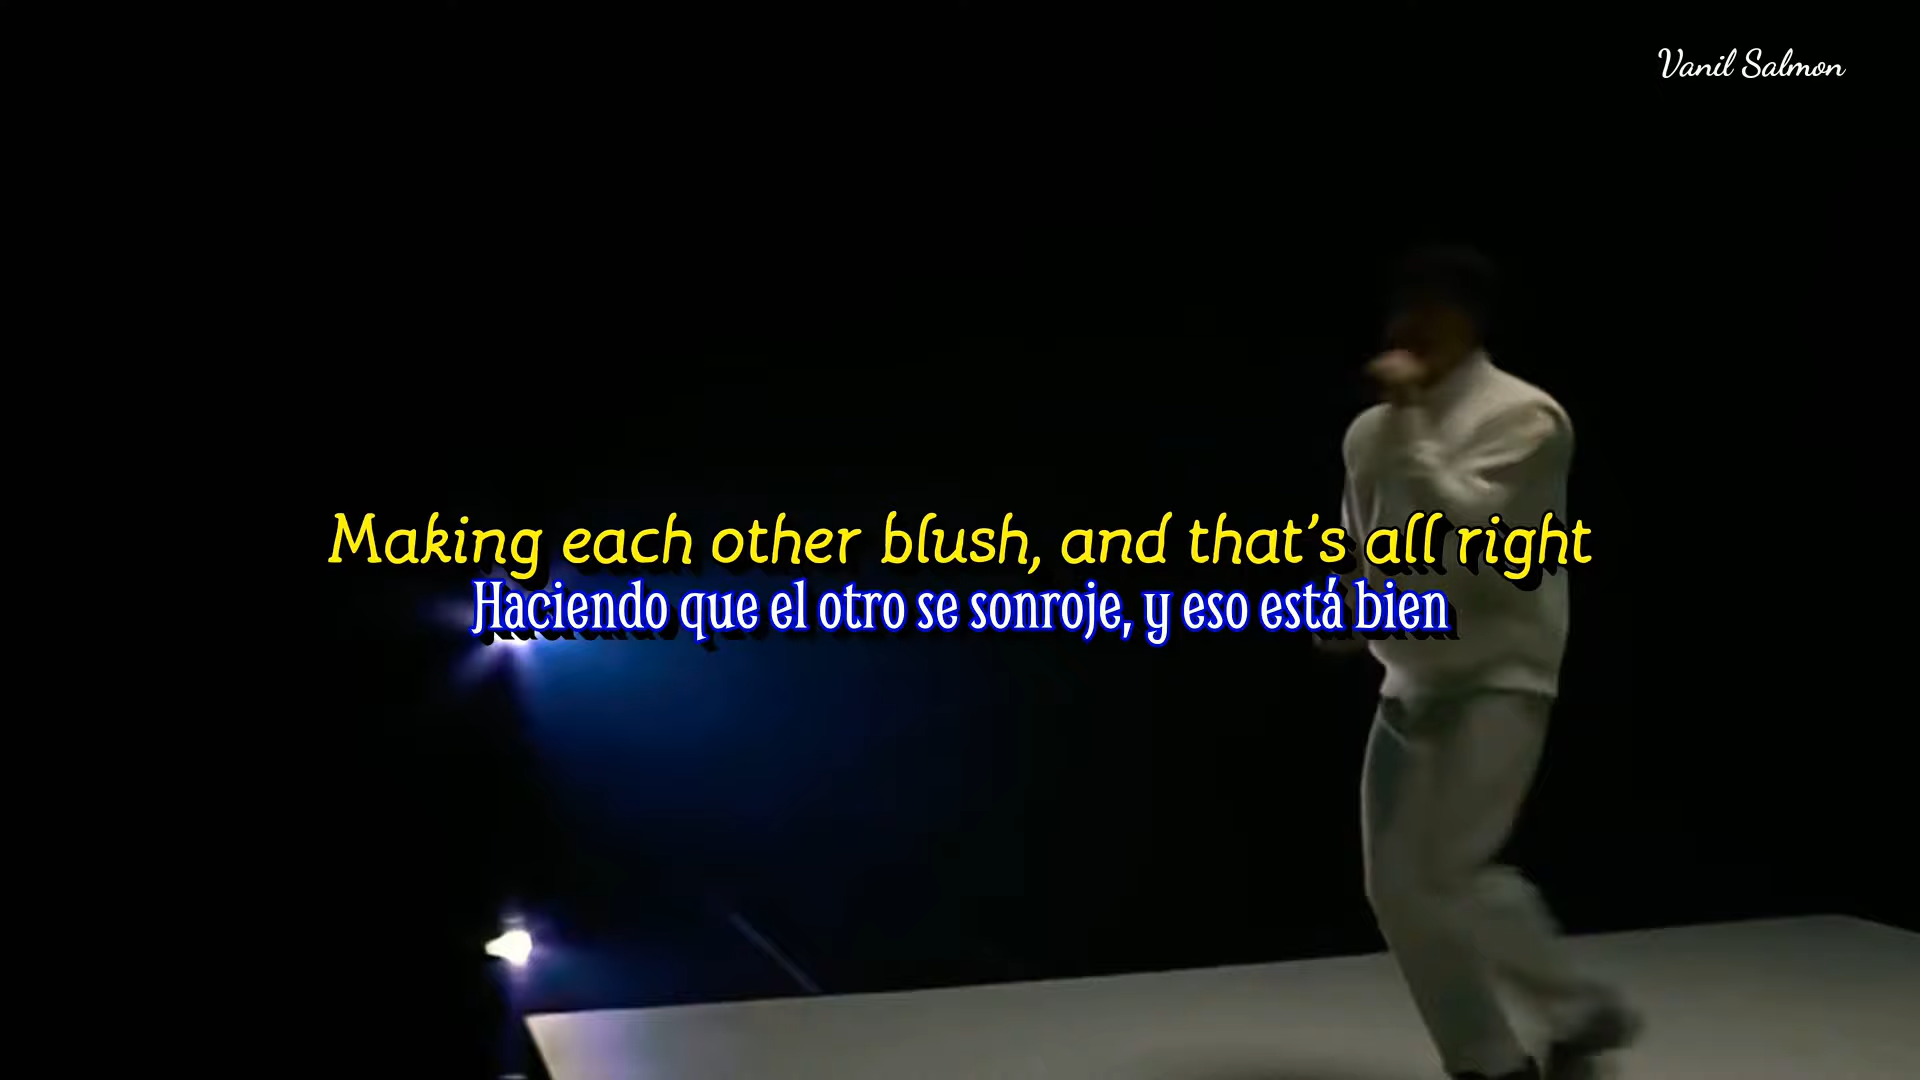 Vanil Salmon
Making each other blush, and that's all right
Haciendo que el otro se sonroje, y eso está bien